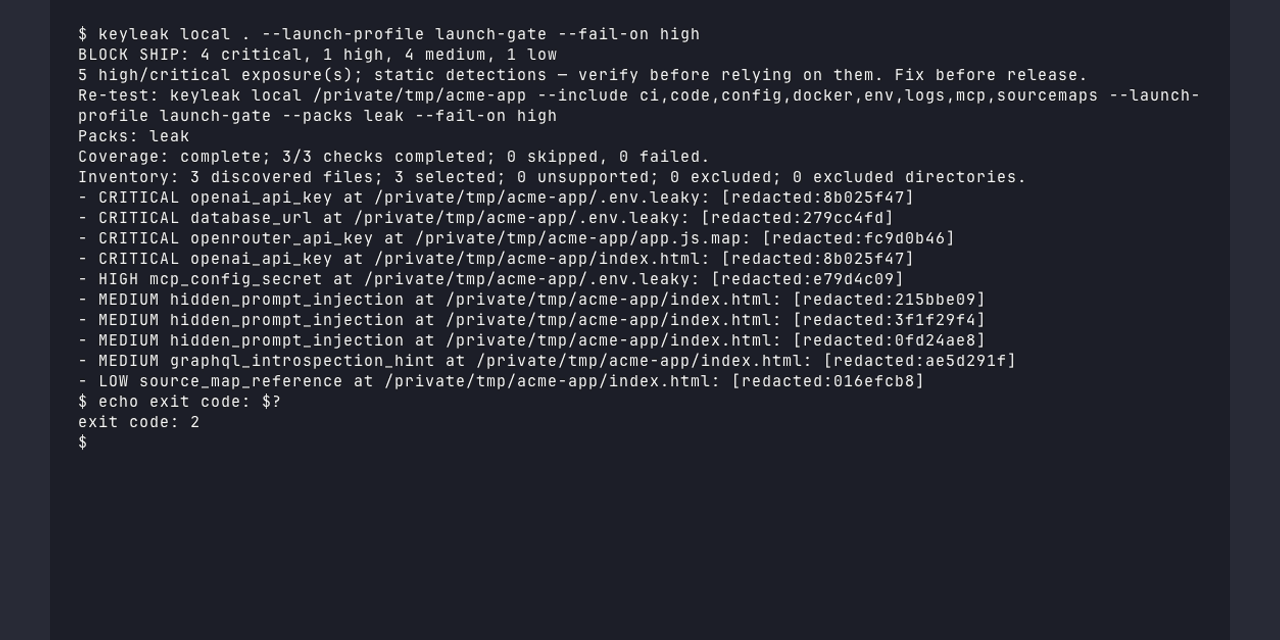 $ keyleak local . --launch-profile launch-gate --fail-on high
BLOCK SHIP: 4 critical, 1 high, 4 medium, 1 low
5 high/critical exposure(s); static detections — verify before relying on them. Fix before release.
Re-test: keyleak local /private/tmp/acme-app --include ci,code,config,docker,env,logs,mcp,sourcemaps --launch-
profile launch-gate --packs leak --fail-on high
Packs: leak
Coverage: complete; 3/3 checks completed; 0 skipped, 0 failed.
Inventory: 3 discovered files; 3 selected; 0 unsupported; 0 excluded; 0 excluded directories.
- CRITICAL openai_api_key at /private/tmp/acme-app/.env.leaky: [redacted:8b025f47]
- CRITICAL database_url at /private/tmp/acme-app/.env.leaky: [redacted:279cc4fd]
- CRITICAL openrouter_api_key at /private/tmp/acme-app/app.js.map: [redacted:fc9d0b46]
- CRITICAL openai_api_key at /private/tmp/acme-app/index.html: [redacted:8b025f47]
- HIGH mcp_config_secret at /private/tmp/acme-app/.env.leaky: [redacted:e79d4c09]
- MEDIUM hidden_prompt_injection at /private/tmp/acme-app/index.html: [redacted:215bbe09]
- MEDIUM hidden_prompt_injection at /private/tmp/acme-app/index.html: [redacted:3f1f29f4]
- MEDIUM hidden_prompt_injection at /private/tmp/acme-app/index.html: [redacted:0fd24ae8]
- MEDIUM graphql_introspection_hint at /private/tmp/acme-app/index.html: [redacted:ae5d291f]
- LOW source_map_reference at /private/tmp/acme-app/index.html: [redacted:016efcb8]
$ echo exit code: $?
exit code: 2
$